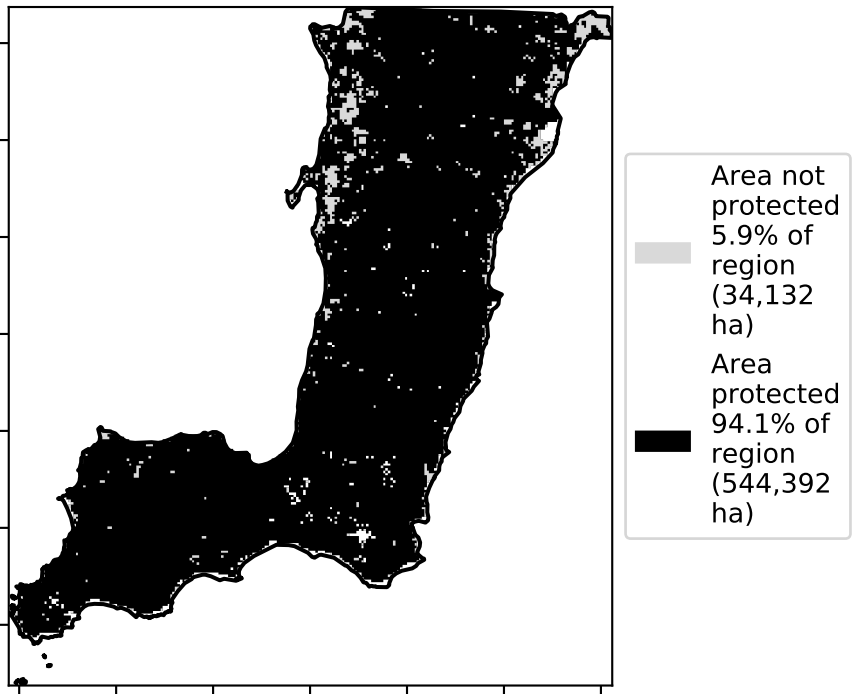 Area not
protected
5.9% of
region
(34,132
ha)
Area
protected
94.1% of
region
(544,392
ha)